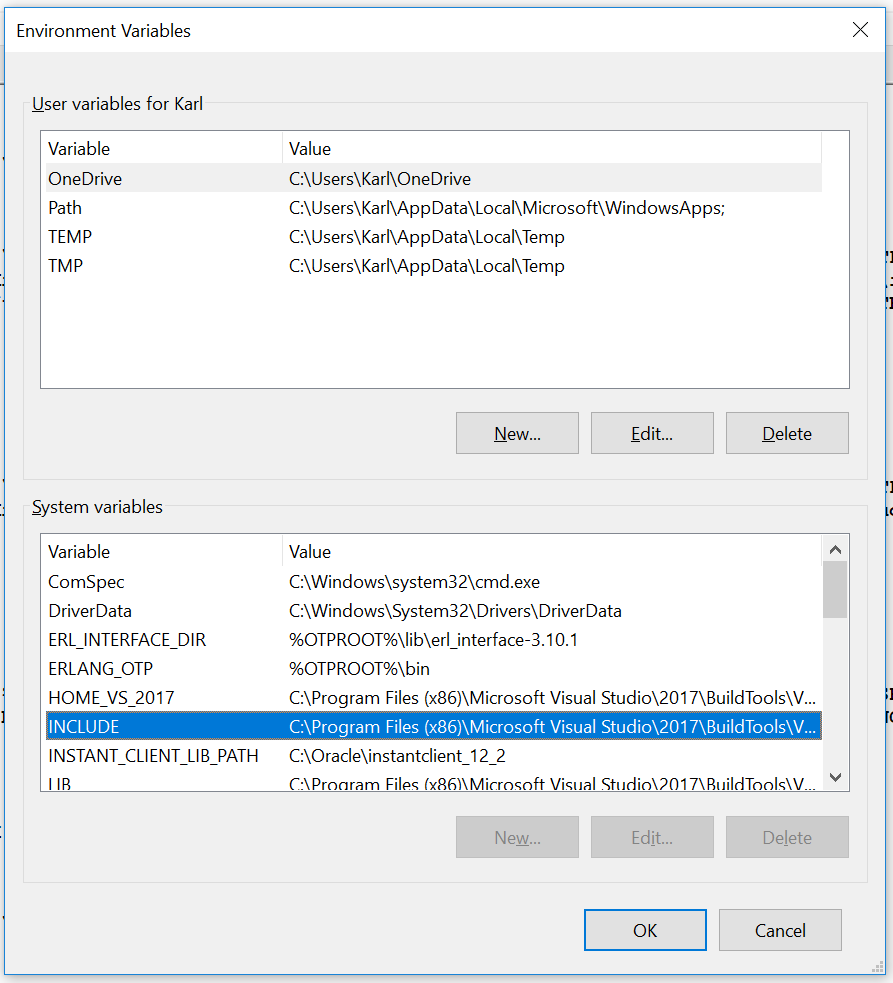 Environment Variables
User variables for Karl
Variable Value
OneDrive C:\Users\Karl\OneDrive
Path C:\Users\Karl\AppData\Local\Microsoft\WindowsApps;
TEMP C:\Users\Karl\AppData\Local\Temp
TMP C:\Users\Karl\AppData\Local\Temp
New... Edit... Delete
System variables
Variable Value
ComSpec C:\Windows\system32\cmd.exe
DriverData C:\Windows\System32\Drivers\DriverData
ERL_INTERFACE_DIR %OTPROOT%\lib\erl_interface-3.10.1
ERLANG_OTP %OTPROOT%\bin
HOME_VS_2017 C:\Program Files (x86)\Microsoft Visual Studio\2017\BuildTools\V...
INCLUDE C:\Program Files (x86)\Microsoft Visual Studio\2017\BuildTools\V...
INSTANT_CLIENT_LIB_PATH C:\Oracle\instantclient_12_2
LIB C:\Program Files (x86)\Microsoft Visual Studio\2017\BuildTools\V...
New... Edit... Delete
OK Cancel